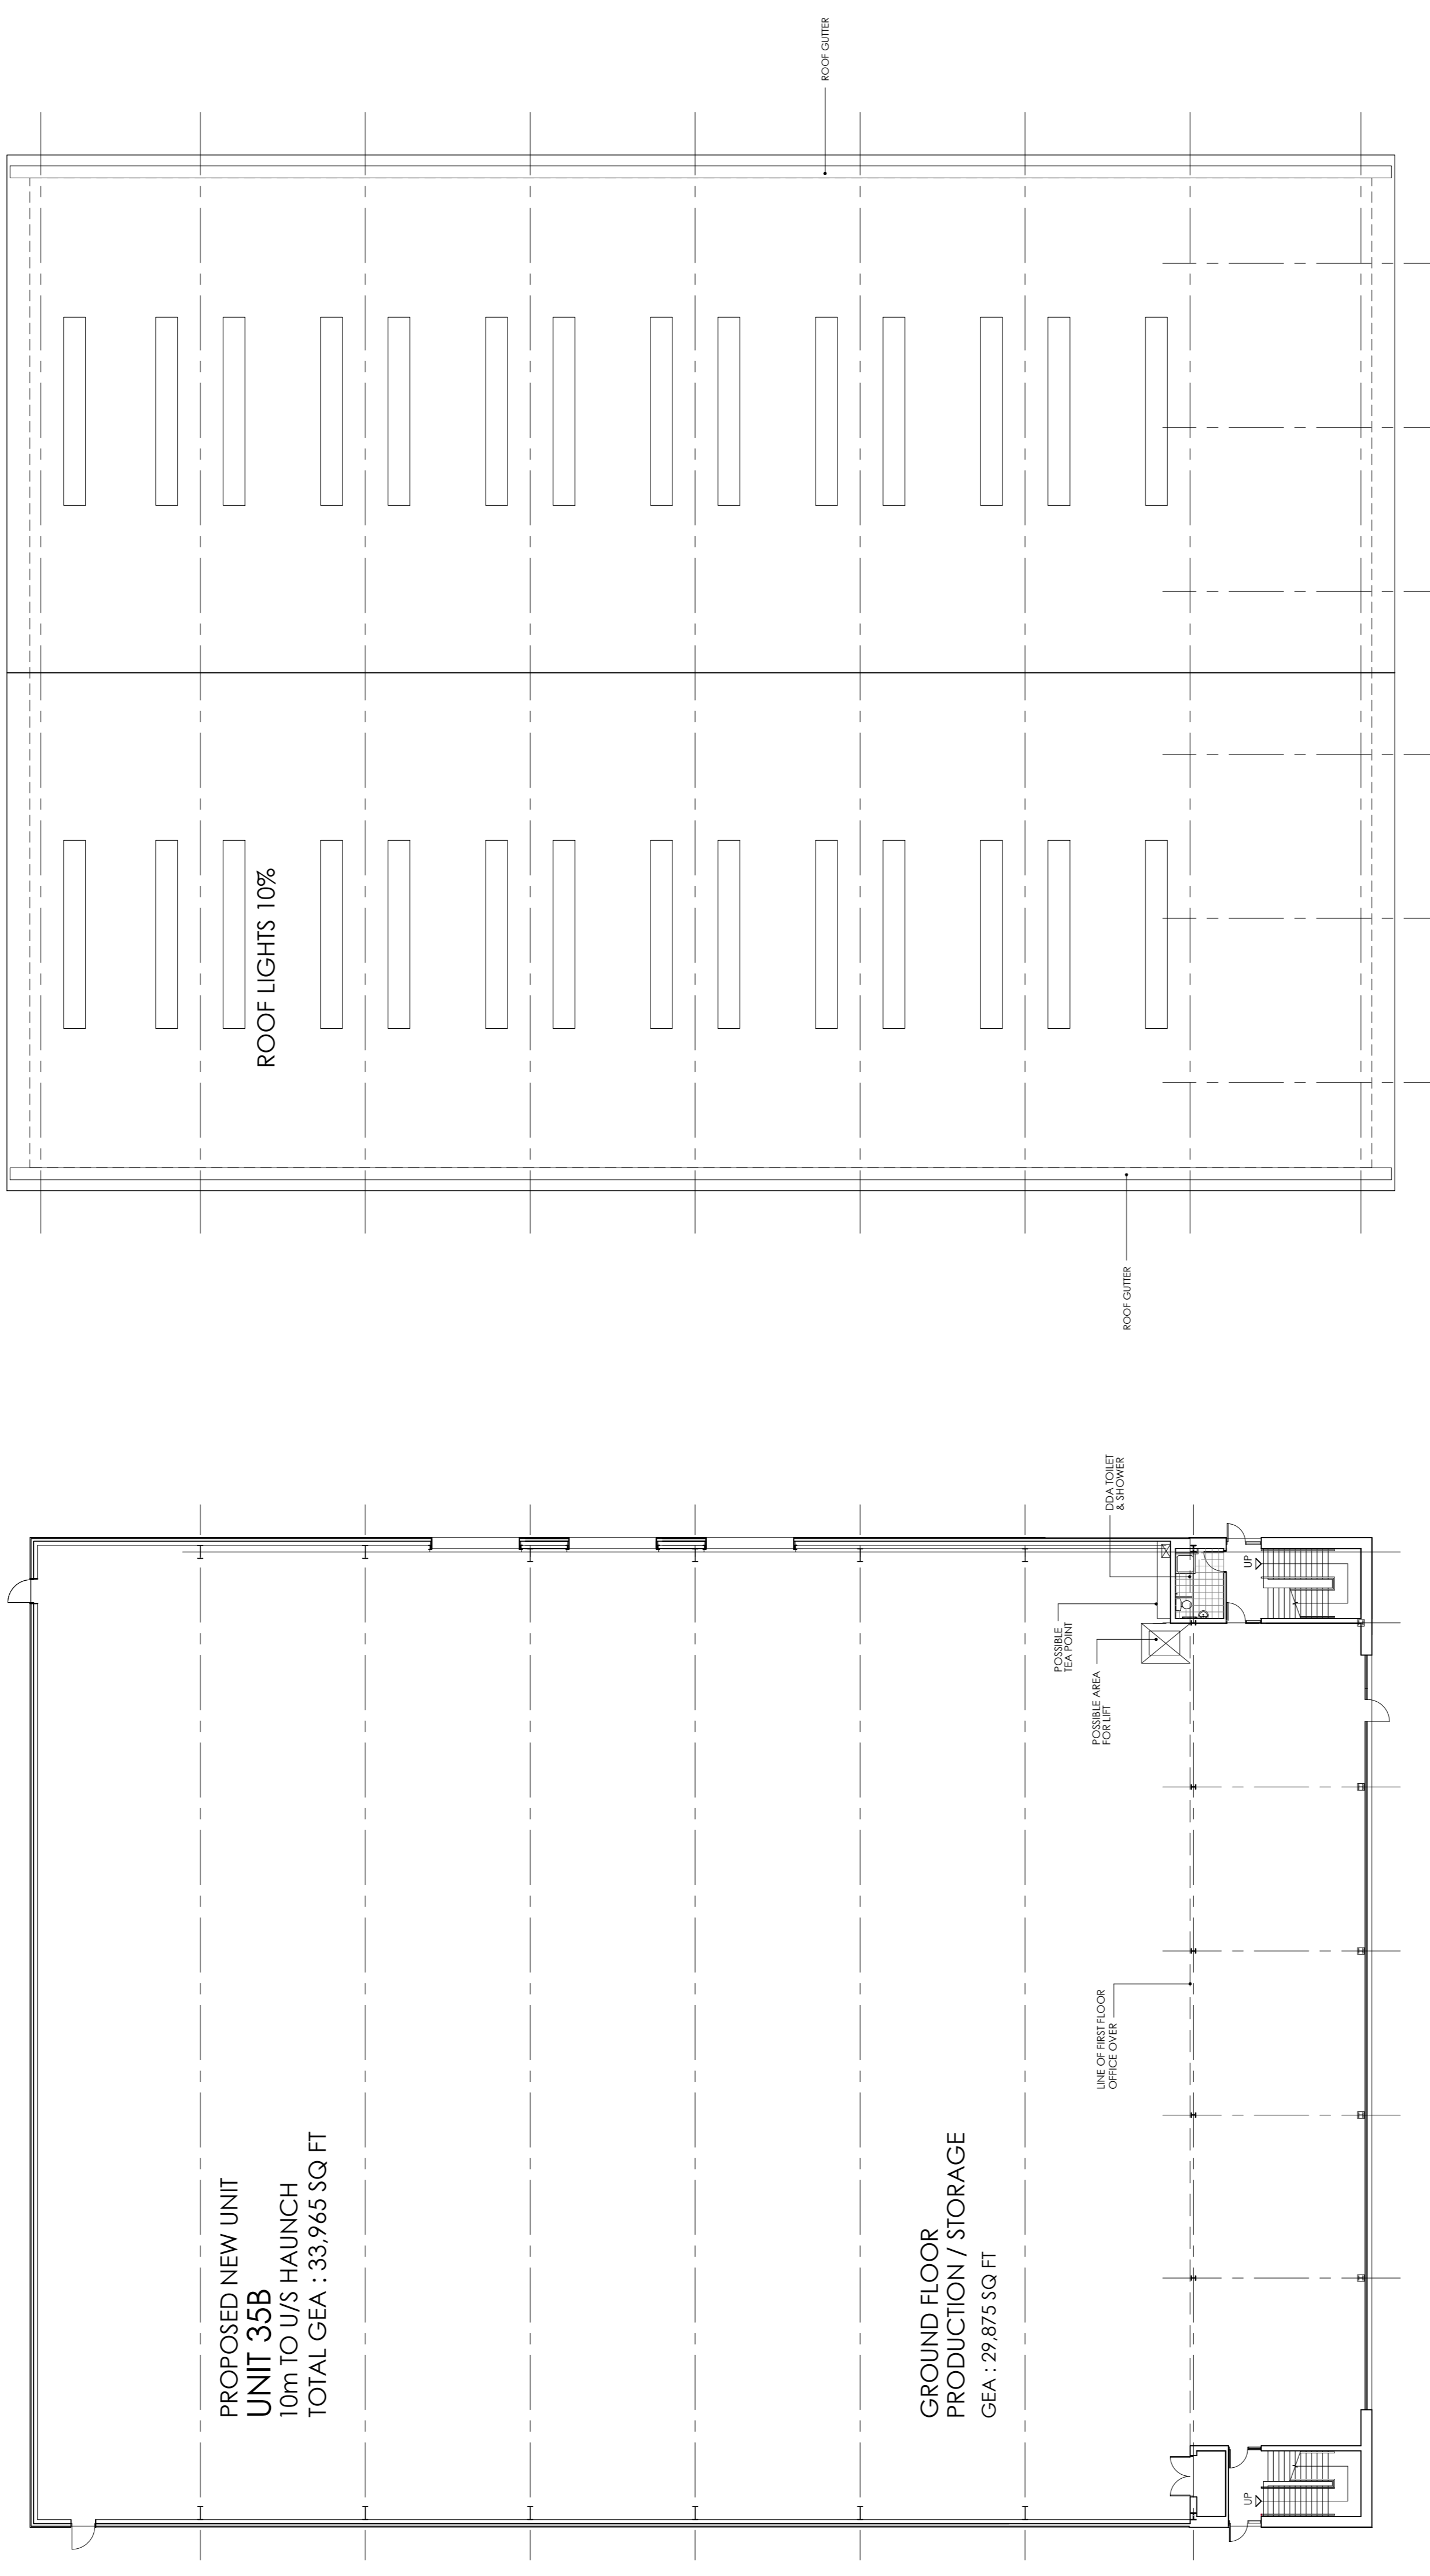 PROPOSED NEW UNIT
UNIT 35B
10m TO U/S HAUNCH
TOTAL GEA : 33,965 SQ FT
GROUND FLOOR
PRODUCTION / STORAGE
GEA : 29,875 SQ FT
LINE OF FIRST FLOOR
OFFICE OVER
POSSIBLE
TEA POINT
POSSIBLE AREA
FOR LIFT
DDA TOILET
& SHOWER
UP
UP
ROOF GUTTER
ROOF LIGHTS 10%
ROOF GUTTER